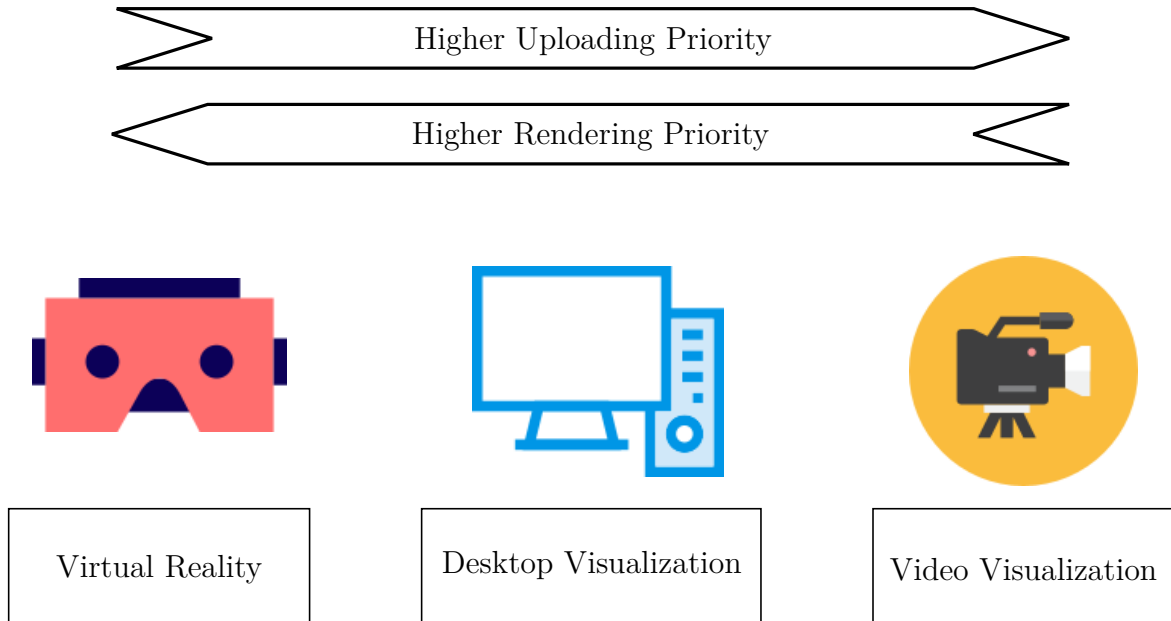 Higher Uploading Priority
Higher Rendering Priority
Virtual Reality
Desktop Visualization
Video Visualization